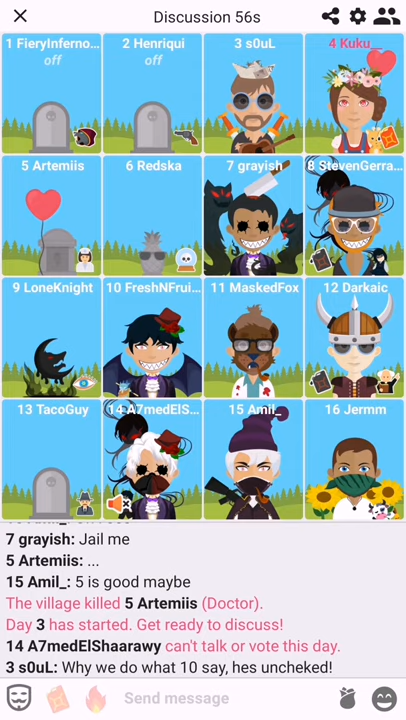 Discussion 56s
1 FieryInferno...
off
2 Henriqui
off
3 s0uL
4 Kuku__
5 Artemiis
6 Redska
7 grayish
8 StevenGerra...
9 LoneKnight
10 FreshNFrui...
11 MaskedFox
12 Darkaic
13 TacoGuy
14 A7medElS...
15 Amil_
16 Jermm
7 grayish: Jail me
5 Artemiis: ...
15 Amil_: 5 is good maybe
The village killed 5 Artemiis (Doctor).
Day 3 has started. Get ready to discuss!
14 A7medElShaarawy can't talk or vote this day.
3 s0uL: Why we do what 10 say, hes uncheked!
Send message